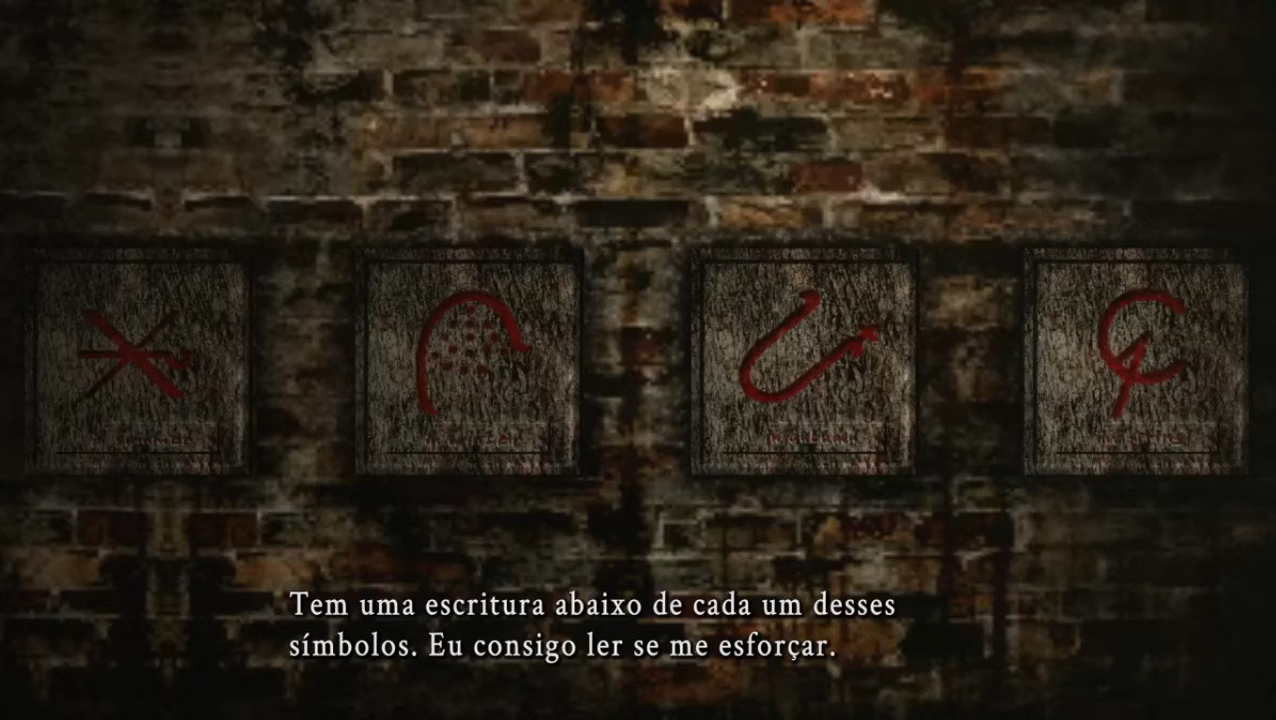 Tem uma escritura abaixo de cada um desses
símbolos. Eu consigo ler se me esforçar.